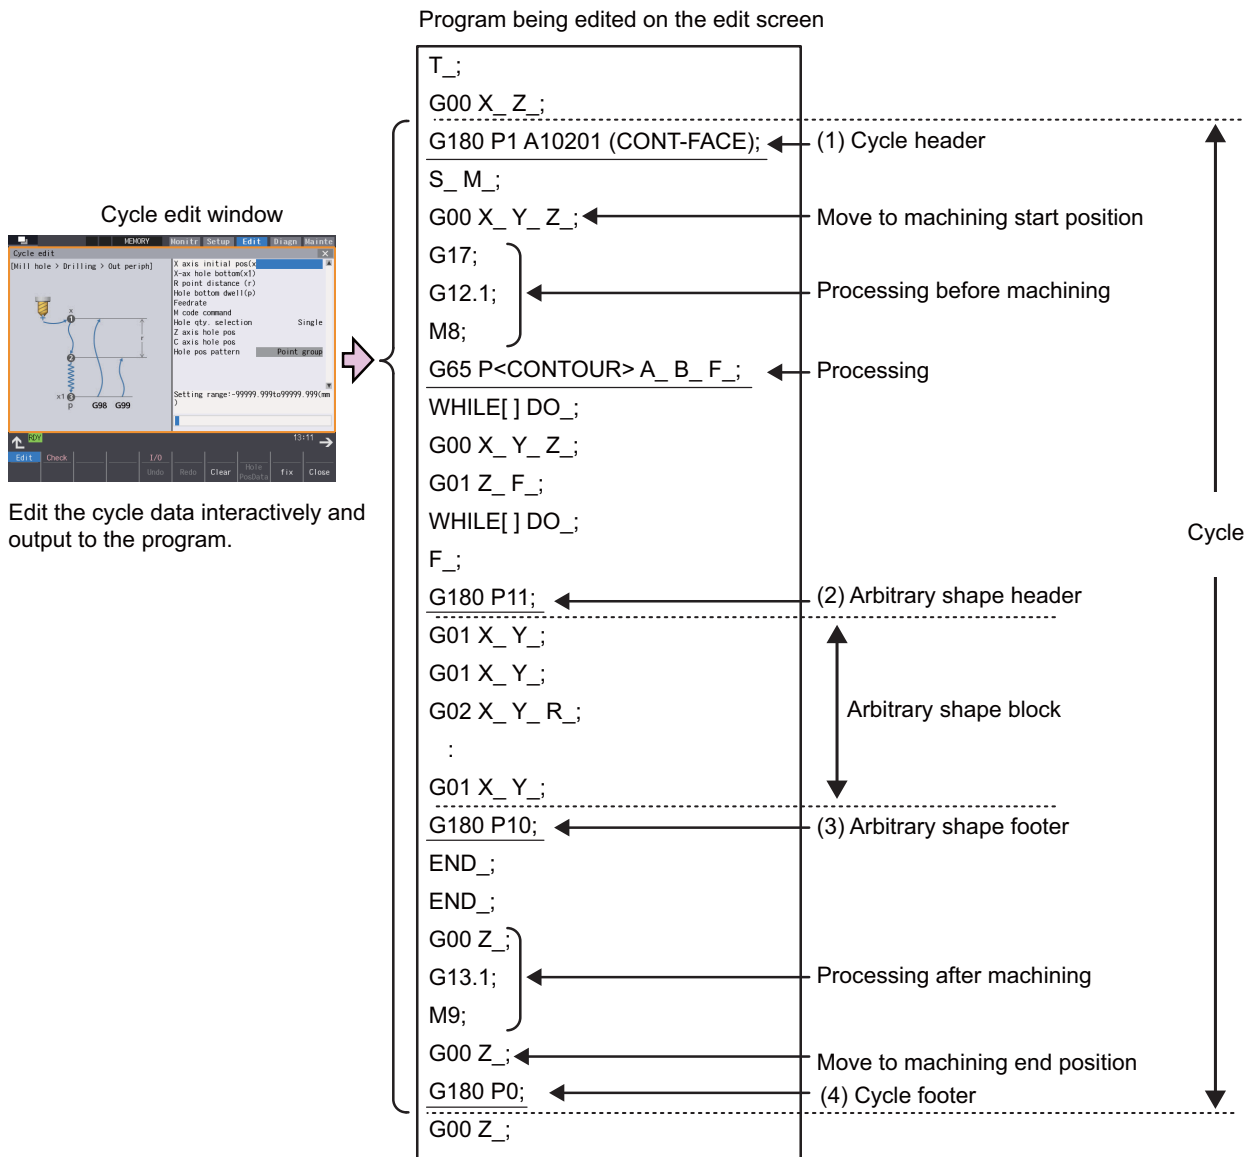 Program being edited on the edit screen
T_;
G00 X_ Z_;
G180 P1 A10201 (CONT-FACE);
(1) Cycle header
S_ M_;
G00 X_ Y_ Z_;
Move to machining start position
G17;
G12.1;
Processing before machining
M8;
G65 P<CONTOUR> A_ B_ F_;
Processing
WHILE[ ] DO_;
G00 X_ Y_ Z_;
G01 Z_ F_;
WHILE[ ] DO_;
F_;
G180 P11;
(2) Arbitrary shape header
G01 X_ Y_;
G01 X_ Y_;
G02 X_ Y_ R_;
Arbitrary shape block
:
G01 X_ Y_;
G180 P10;
(3) Arbitrary shape footer
END_;
END_;
G00 Z_;
G13.1;
Processing after machining
M9;
G00 Z_;
Move to machining end position
G180 P0;
(4) Cycle footer
G00 Z_;
Cycle
Cycle edit window
MEMORY Monitr Setup Edit Diagn Mainte
Cycle edit
[Mill hole > Drilling > Out periph]
X axis initial pos(x
X-ax hole bottom(x1)
R point distance (r)
Hole bottom dwell(p)
Feedrate
M code command
Hole qty. selection Single
Z axis hole pos
C axis hole pos
Hole pos pattern Point group
Setting range:-99999.999to99999.999(mm
)
x
1
r
2
x1 3
p G98 G99
RDY 13:11
Edit Check I/O
Undo Redo Clear Hole PosData fix Close
Edit the cycle data interactively and
output to the program.